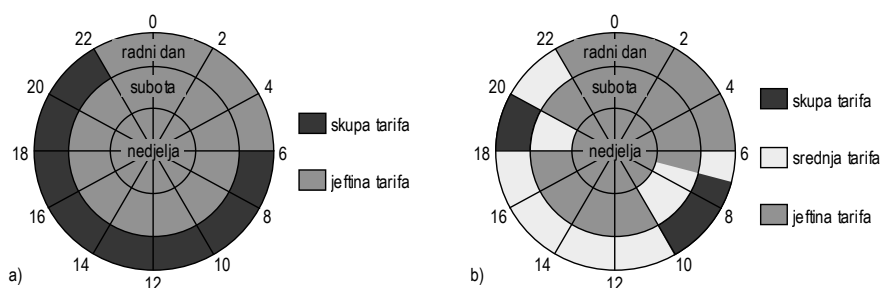 0
22
2
radni dan
20
4
subota
skupa tarifa
18
nedjelja
6
jeftina tarifa
16
8
14
10
12
a)
0
22
2
radni dan
20
4
subota
skupa tarifa
18
nedjelja
6
srednja tarifa
16
8
jeftina tarifa
14
10
12
b)